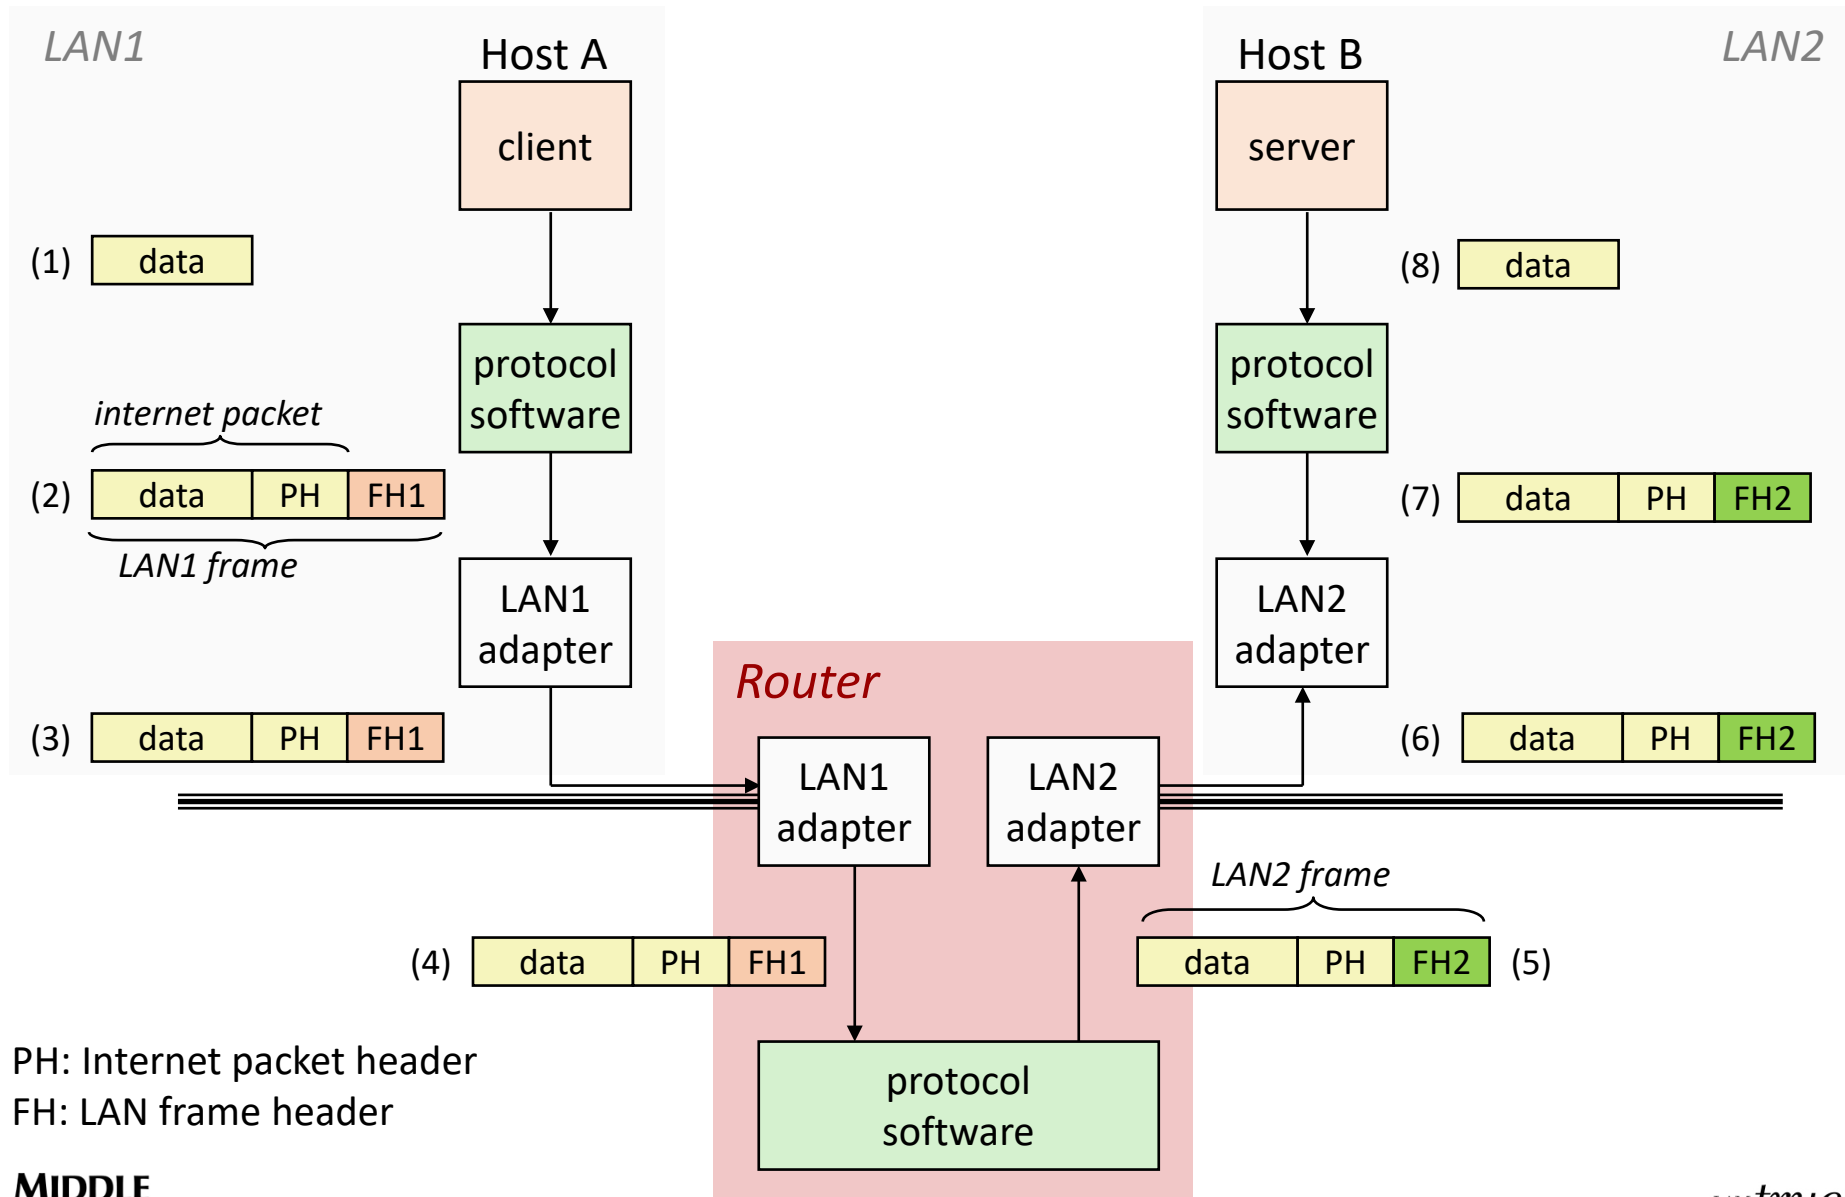 LAN1
Host A
Host B
LAN2
client
server
(1) data
(8) data
protocol
software
protocol
software
internet packet
(2) data PH FH1
(7) data PH FH2
LAN1 frame
LAN1
adapter
LAN2
adapter
Router
(3) data PH FH1
(6) data PH FH2
LAN1
adapter
LAN2
adapter
LAN2 frame
(4) data PH FH1
data PH FH2 (5)
PH: Internet packet header
FH: LAN frame header
protocol
software
MIDDLE